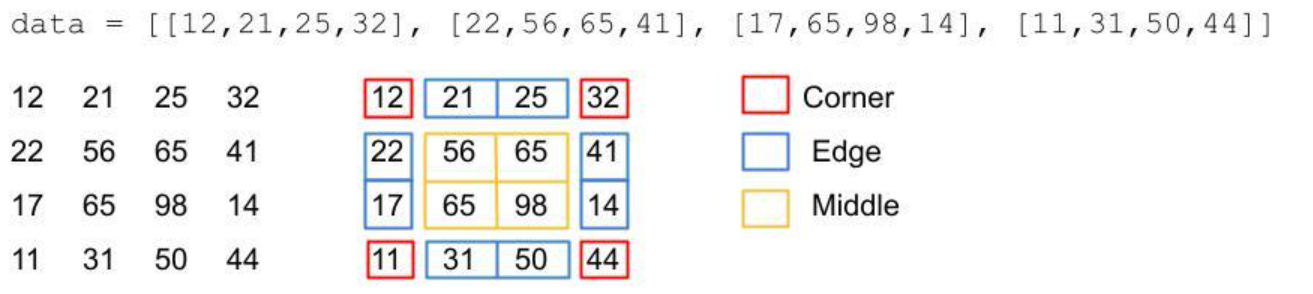 data = [[12,21,25,32], [22,56,65,41], [17,65,98,14], [11,31,50,44]]
12 21 25 32 12 21 25 32 Corner
22 56 65 41 22 56 65 41 Edge
17 65 98 14 17 65 98 14 Middle
11 31 50 44 11 31 50 44